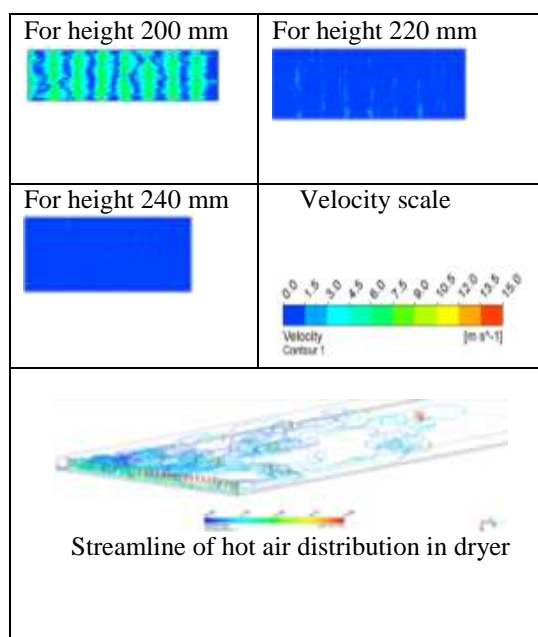 For height 200 mm
For height 220 mm
For height 240 mm
Velocity scale
0.0 1.5 3.0 4.5 6.0 7.5 9.0 10.5 12.0 13.5 15.0
Velocity
[m s^-1]
Contour 1
Streamline of hot air distribution in dryer